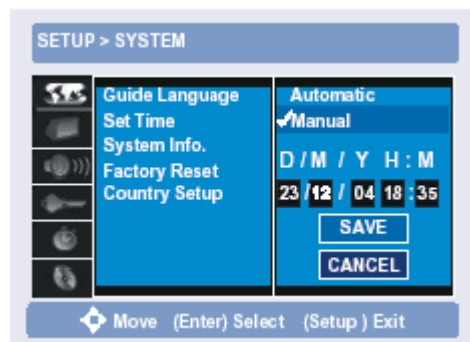 SETUP > SYSTEM
Guide Language
Set Time
System Info.
Factory Reset
Country Setup
Automatic
✓Manual
D / M / Y H : M
23 /12 / 04 18 :35
SAVE
CANCEL
Move (Enter) Select (Setup ) Exit